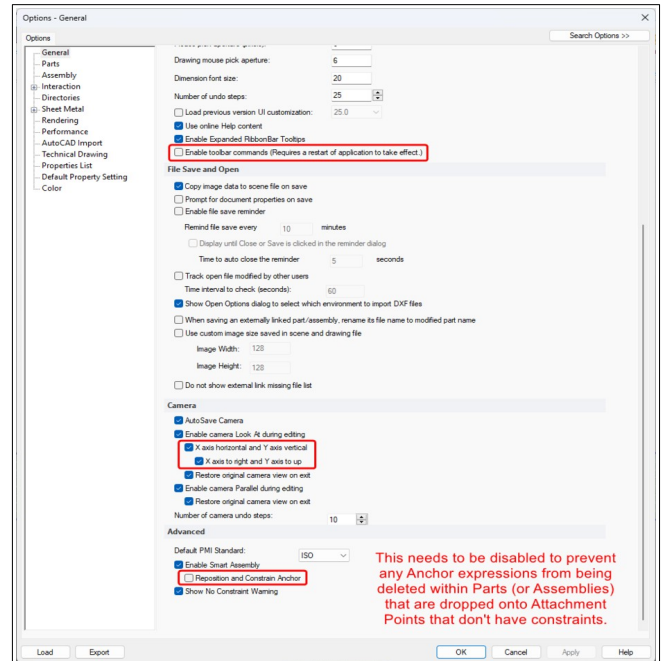 Options - General
Options
Search Options >>
General
Parts
Assembly
Interaction
Directories
Sheet Metal
Rendering
Performance
AutoCAD Import
Technical Drawing
Properties List
Default Property Setting
Color
Drawing mouse pick aperture: 6
Dimension font size: 20
Number of undo steps: 25
Load previous version UI customization: 25.0
Use online Help content
Enable Expanded RibbonBar Tooltips
Enable toolbar commands (Requires a restart of application to take effect.)
File Save and Open
Copy image data to scene file on save
Prompt for document properties on save
Enable file save reminder
Remind file save every 10 minutes
Display until Close or Save is clicked in the reminder dialog
Time to auto close the reminder 5 seconds
Track open file modified by other users
Time interval to check (seconds): 60
Show Open Options dialog to select which environment to import DXF files
When saving an externally linked part/assembly, rename its file name to modified part name
Use custom image size saved in scene and drawing file
Image Width: 128
Image Height: 128
Do not show external link missing file list
Camera
AutoSave Camera
Enable camera Look At during editing
X axis horizontal and Y axis vertical
X axis to right and Y axis to up
Restore original camera view on exit
Enable camera Parallel during editing
Restore original camera view on exit
Number of camera undo steps: 10
Advanced
Default PMI Standard: ISO
Enable Smart Assembly
Reposition and Constrain Anchor
Show No Constraint Warning
This needs to be disabled to prevent
any Anchor expressions from being
deleted within Parts (or Assemblies)
that are dropped onto Attachment
Points that don't have constraints.
Load
Export
OK
Cancel
Apply
Help